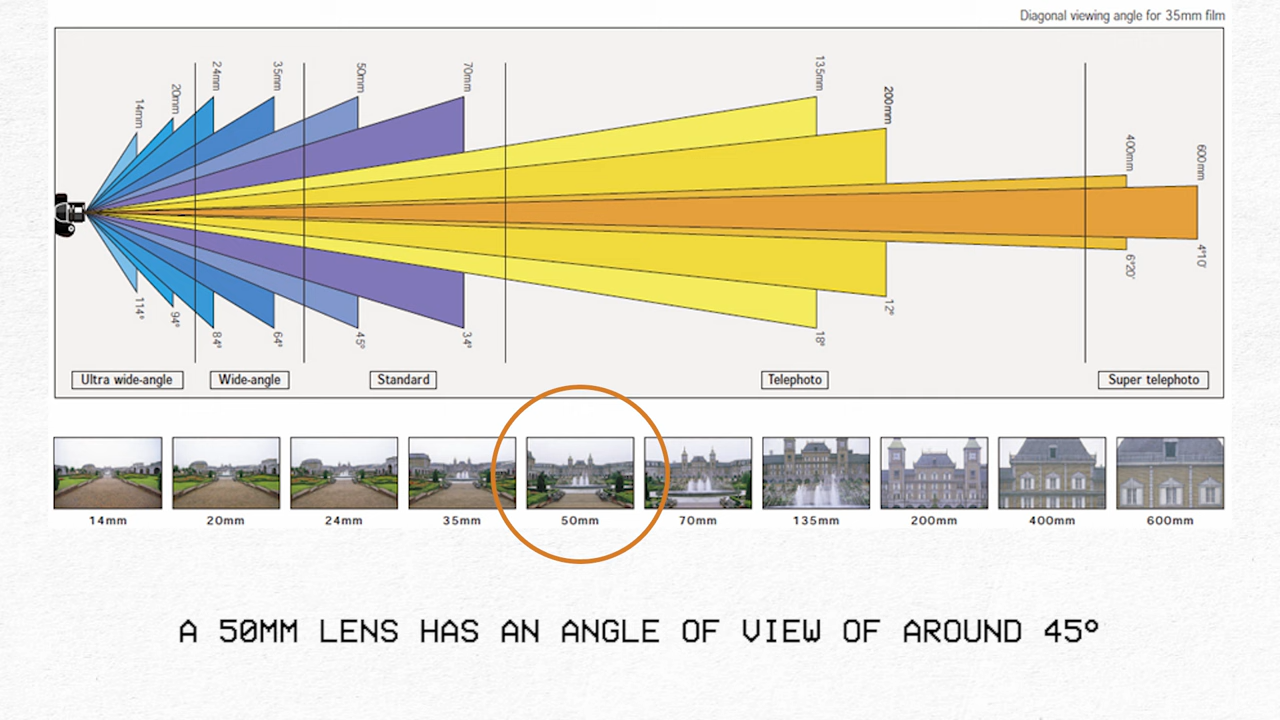 Diagonal viewing angle for 35mm film
14mm
20mm
24mm
35mm
50mm
70mm
135mm
200mm
400mm
600mm
114°
94°
84°
64°
45°
34°
18°
12°
6°20'
4°10'
Ultra wide-angle
Wide-angle
Standard
Telephoto
Super telephoto
14mm
20mm
24mm
35mm
50mm
70mm
135mm
200mm
400mm
600mm
A 50MM LENS HAS AN ANGLE OF VIEW OF AROUND 45°